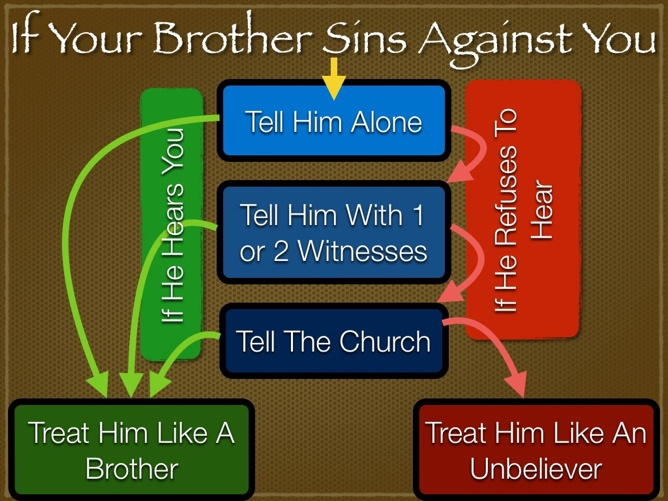 If Your Brother Sins Against You
Tell Him Alone
If He Hears You
If He Refuses To
Hear
Tell Him With 1
or 2 Witnesses
Tell The Church
Treat Him Like A
Brother
Treat Him Like An
Unbeliever